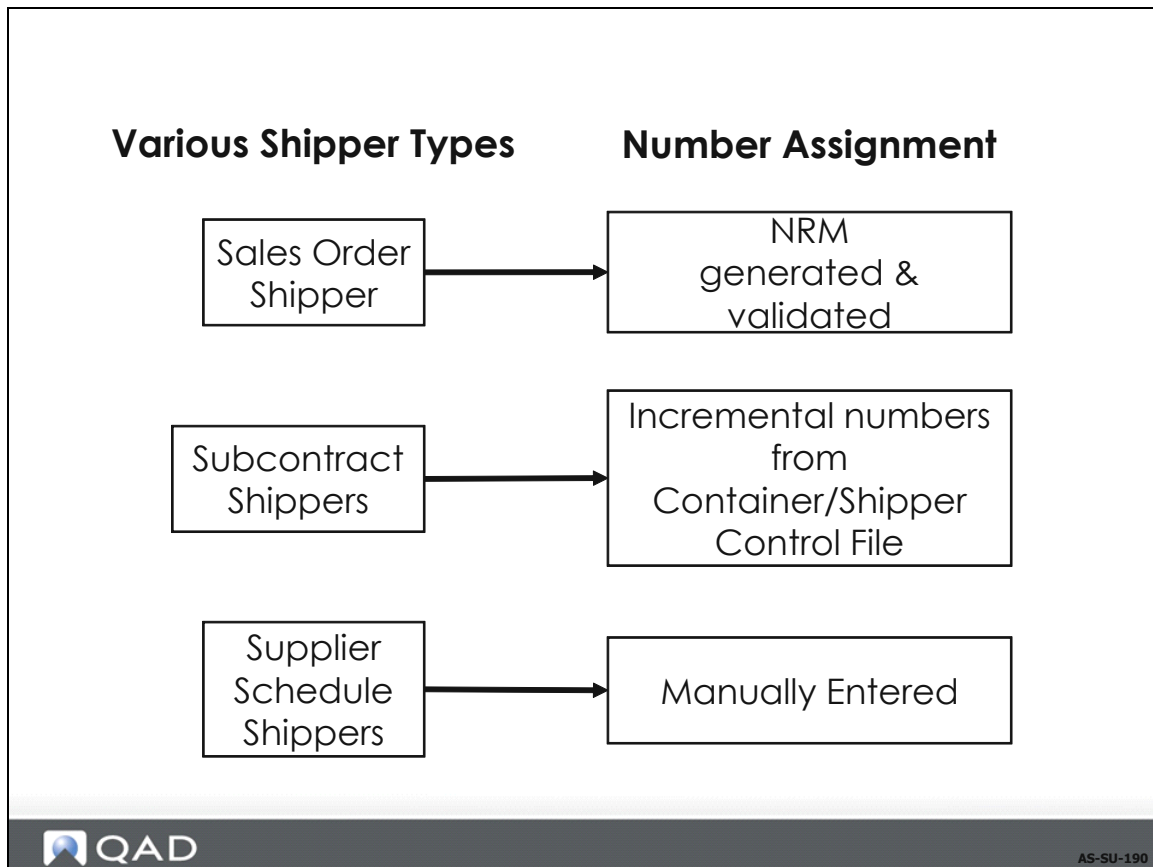 Various Shipper Types
Number Assignment
Sales Order
Shipper
NRM
generated &
validated
Subcontract
Shippers
Incremental numbers
from
Container/Shipper
Control File
Supplier
Schedule
Shippers
Manually Entered
QAD
AS-SU-190